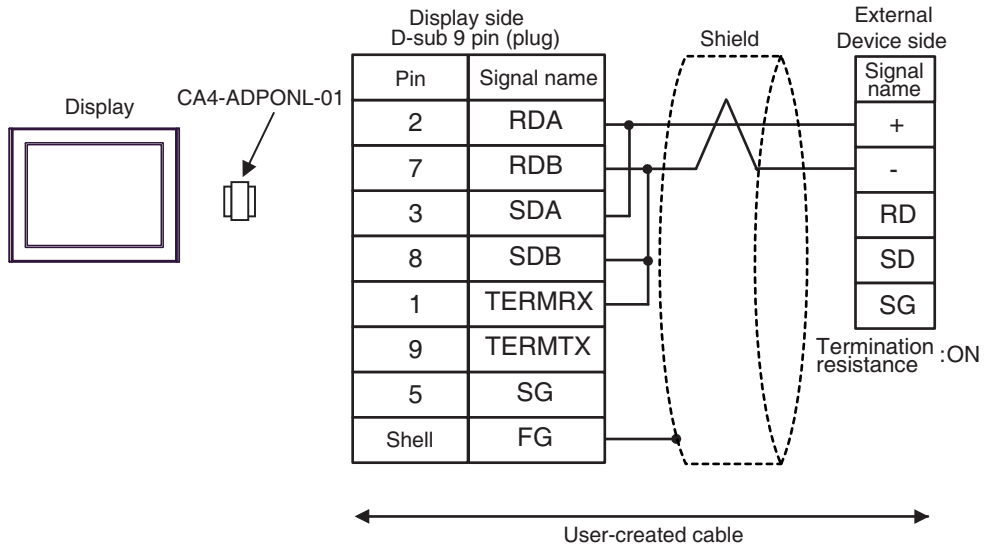 Display side
D-sub 9 pin (plug)
Shield
External
Device side
Display
CA4-ADPONL-01
Pin
Signal name
Signal
name
2
RDA
+
7
RDB
-
3
SDA
RD
8
SDB
SD
1
TERMRX
SG
9
TERMTX
Termination
resistance
:ON
5
SG
Shell
FG
User-created cable